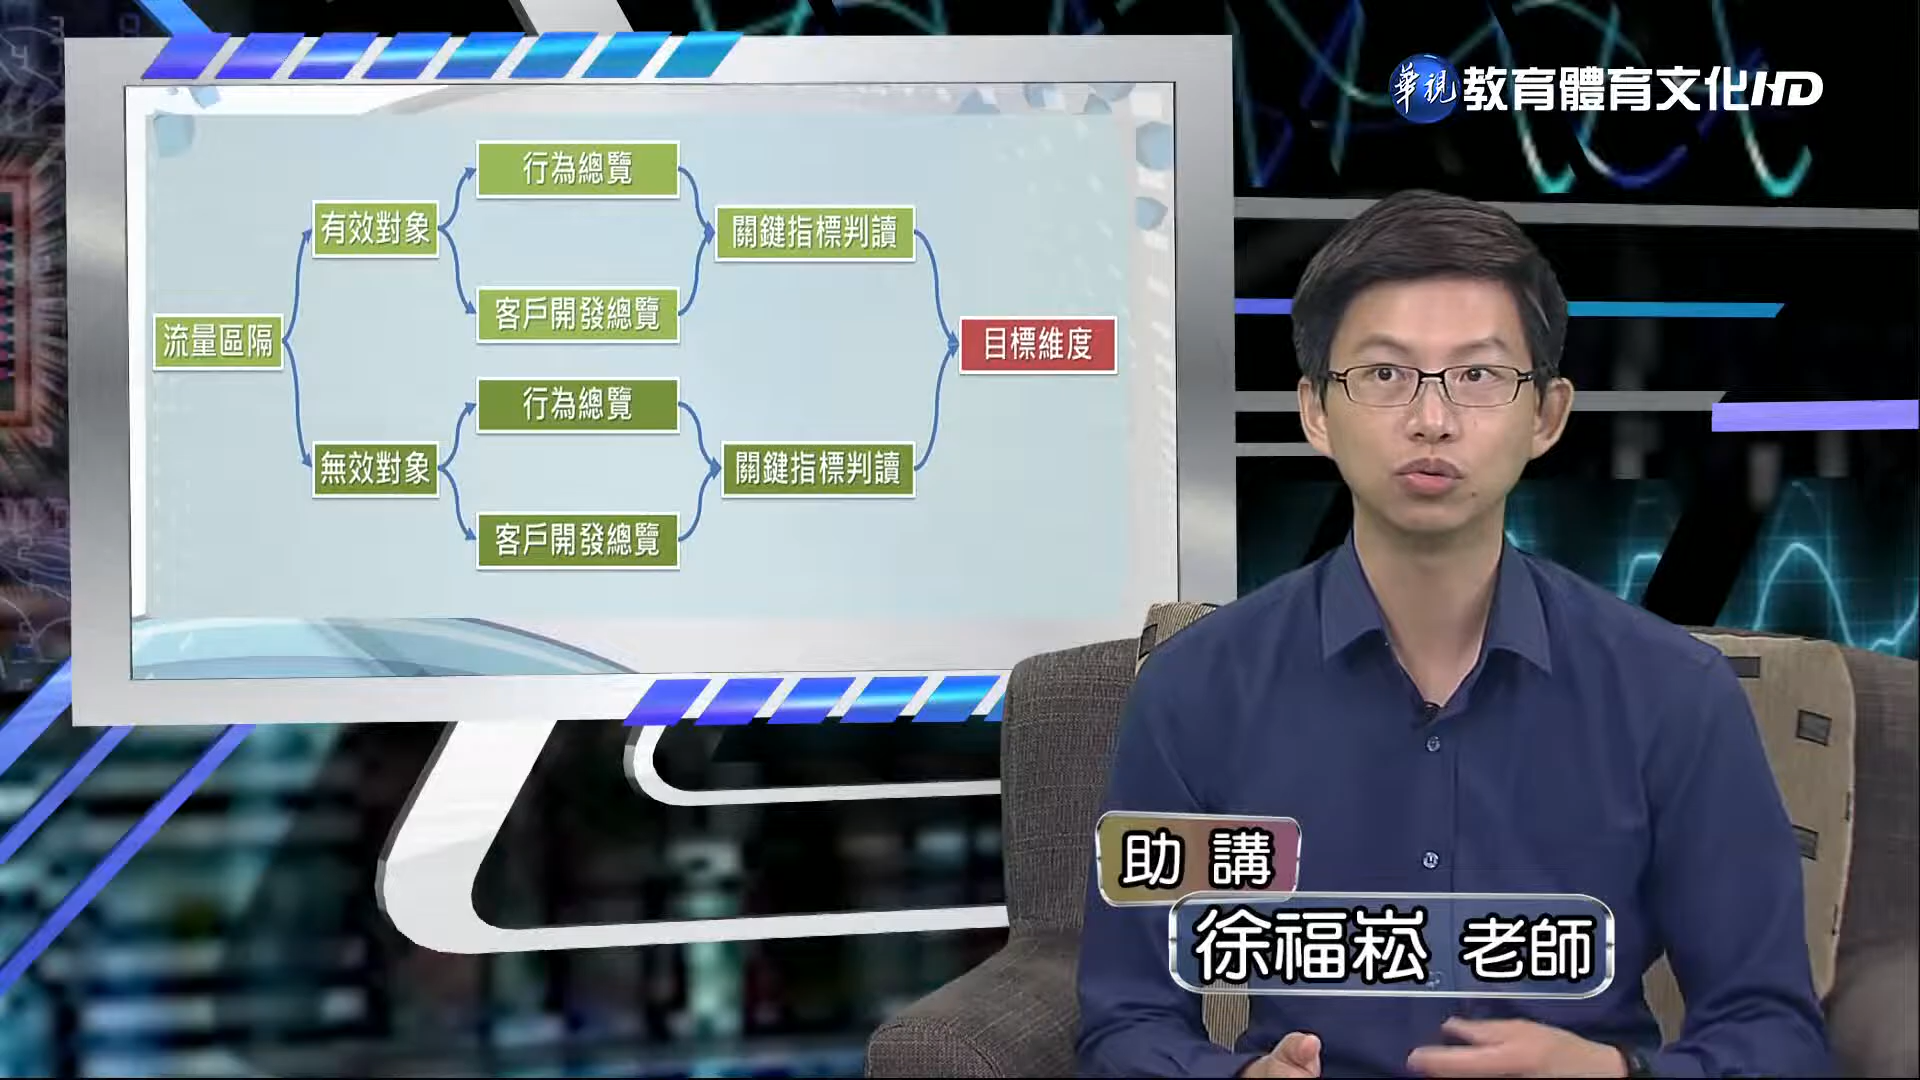 華視 教育體育文化HD
行為總覽
有效對象
關鍵指標判讀
客戶開發總覽
流量區隔
目標維度
行為總覽
無效對象
關鍵指標判讀
客戶開發總覽
助講
徐福崧 老師